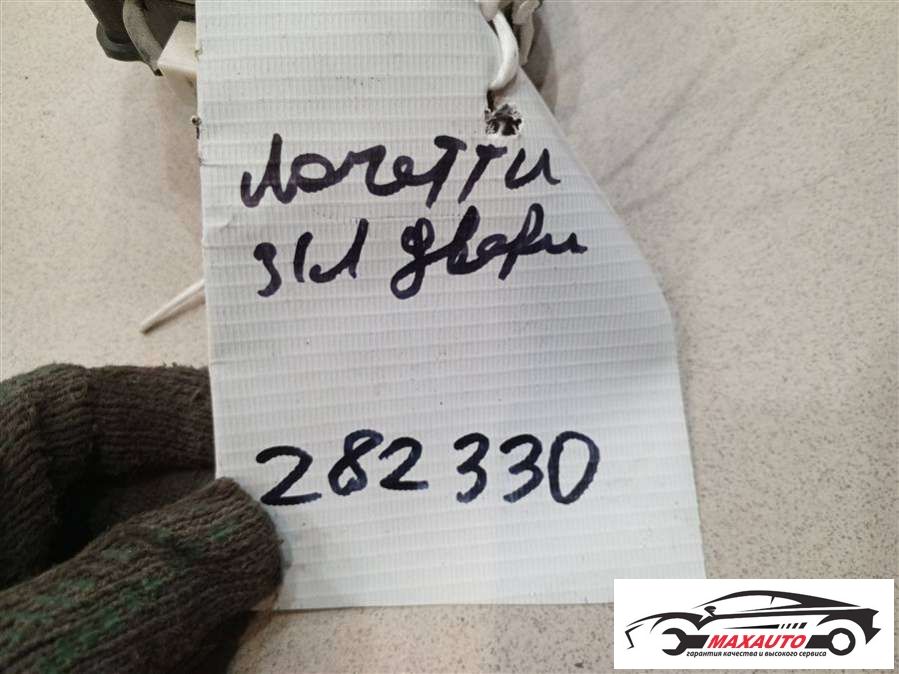 Лачетти
З/Л двери
282330
MAXAUTO
гарантия качества и высокого сервиса